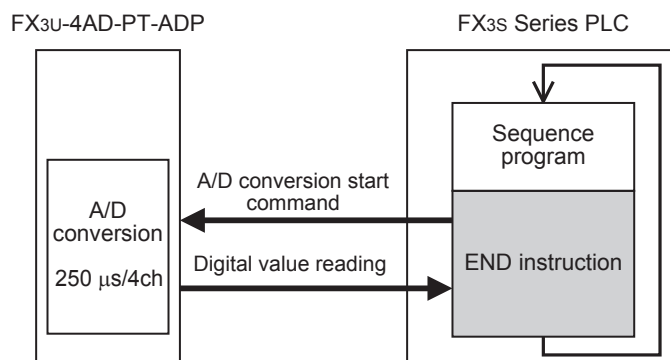 FX3U-4AD-PT-ADP
FX3S Series PLC
Sequence
program
A/D conversion start
command
A/D
conversion
250 μs/4ch
Digital value reading
END instruction